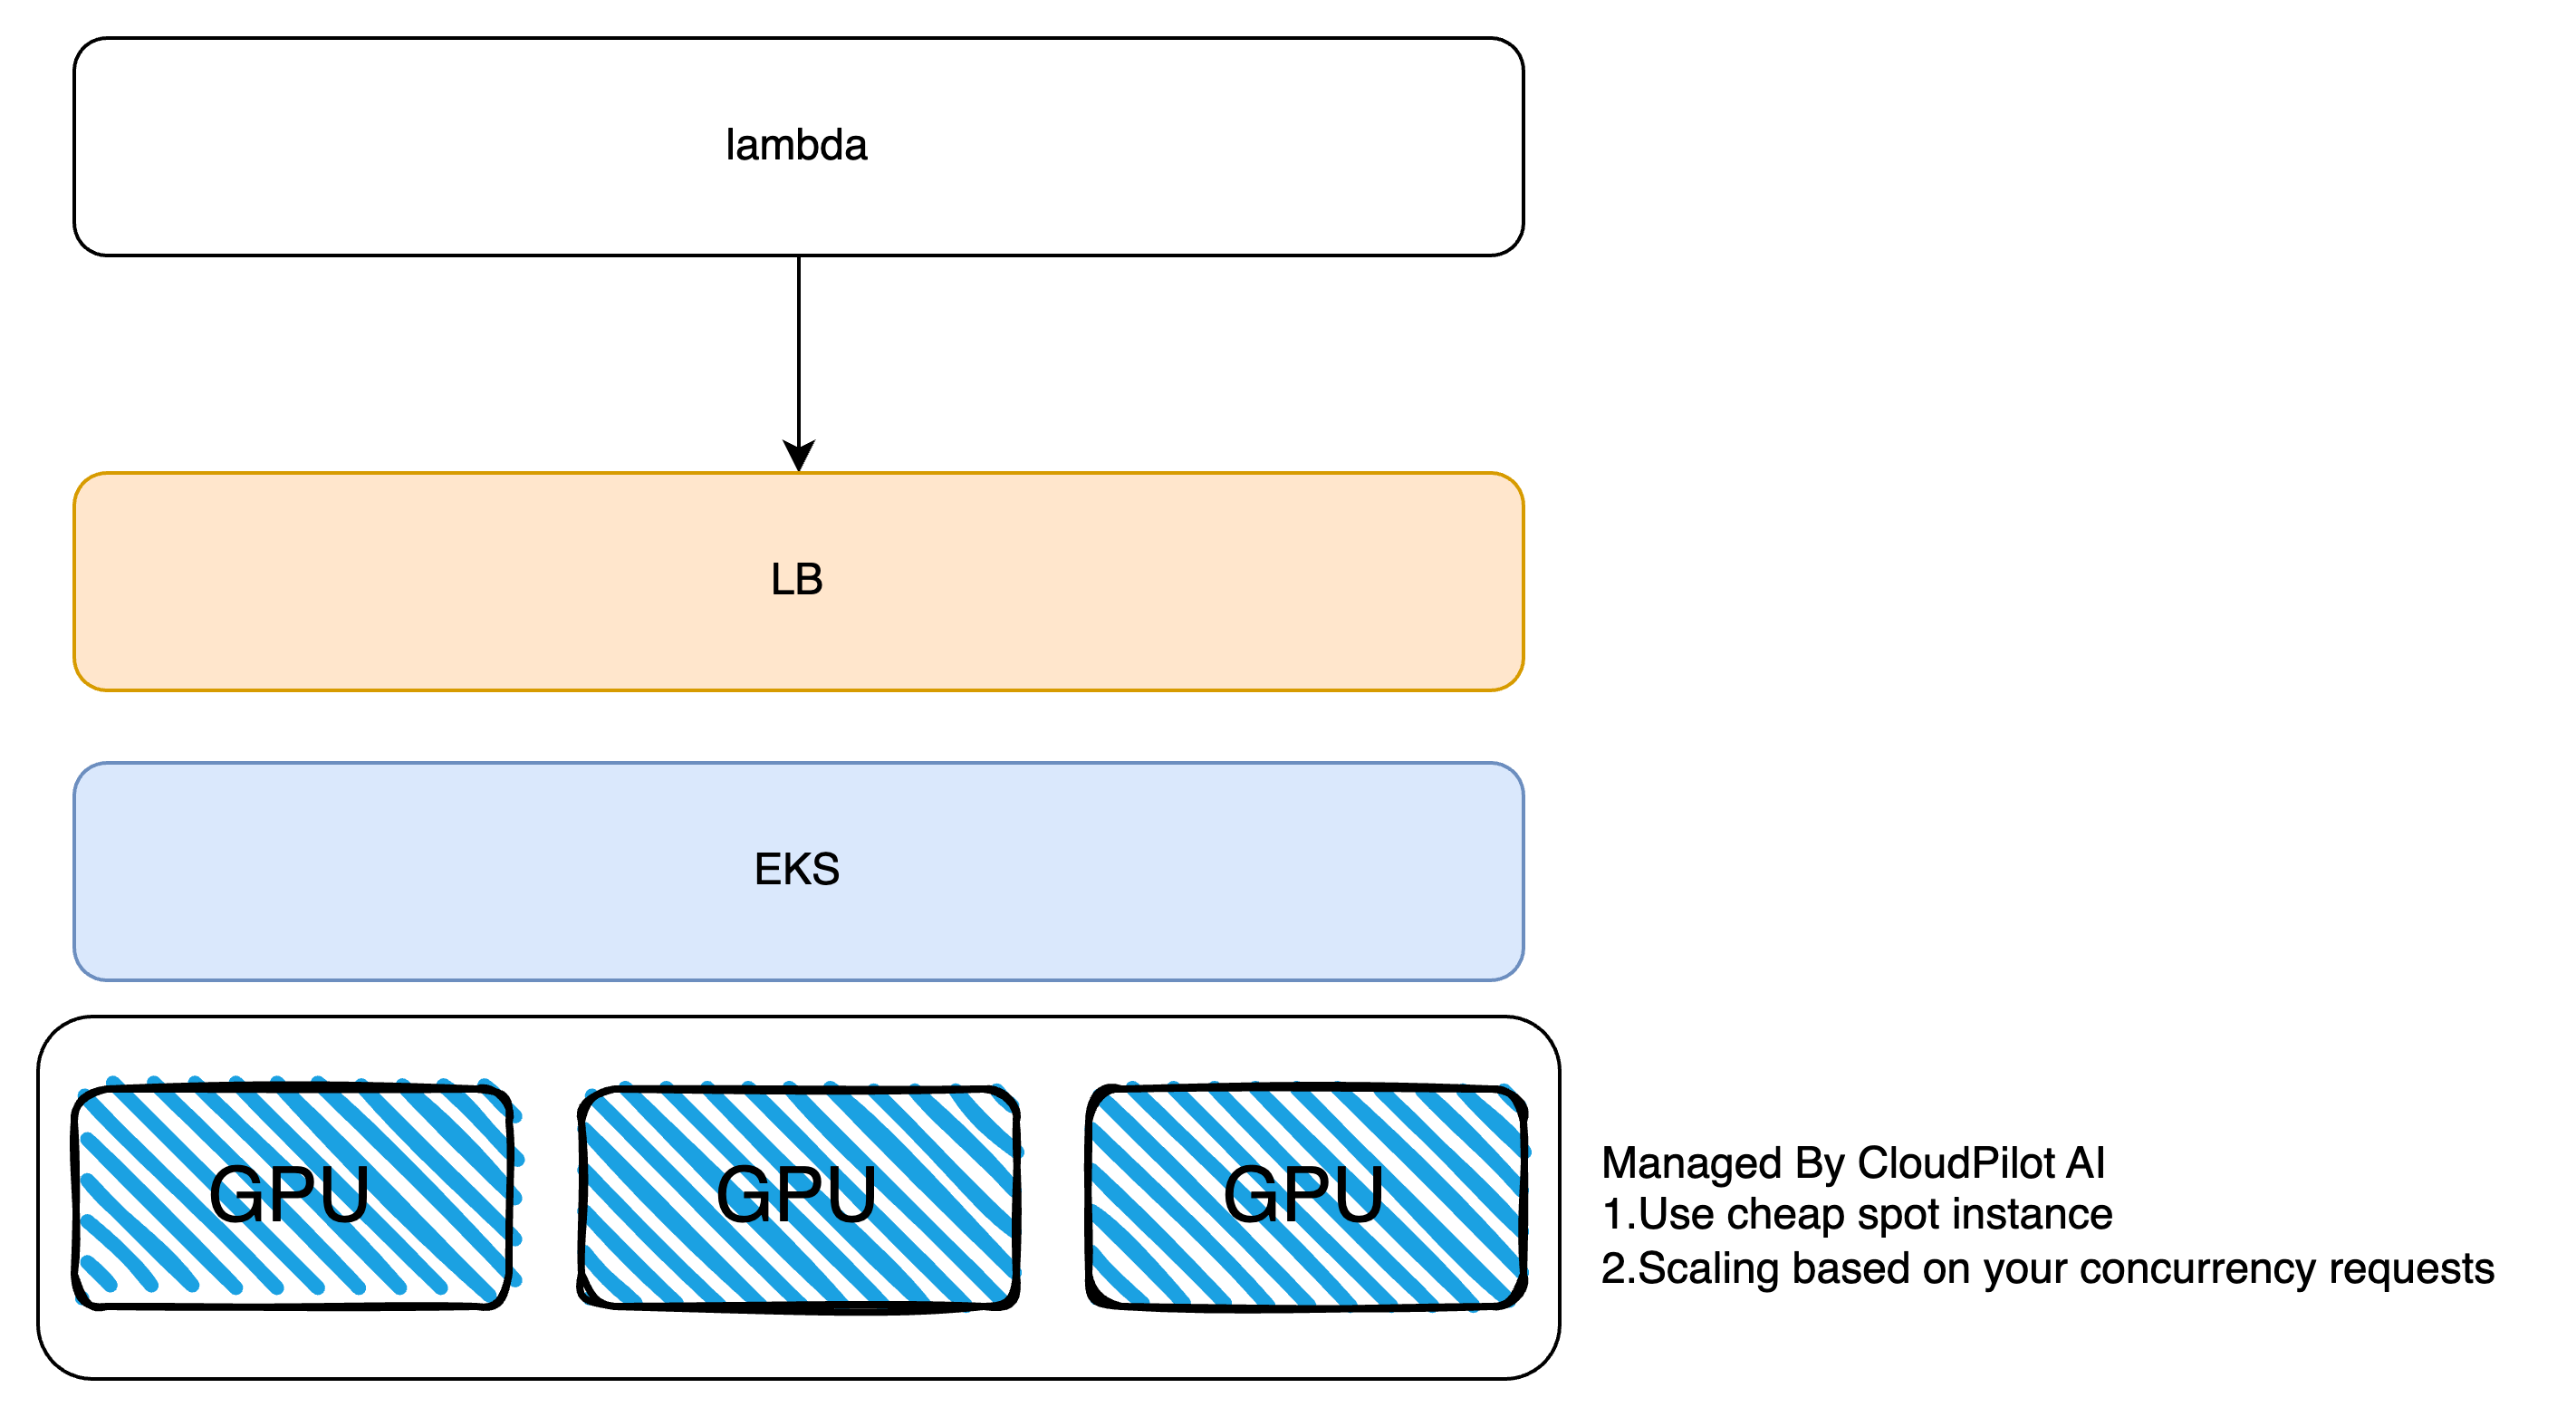 lambda
LB
EKS
GPU
GPU
GPU
Managed By CloudPilot AI
1.Use cheap spot instance
2.Scaling based on your concurrency requests